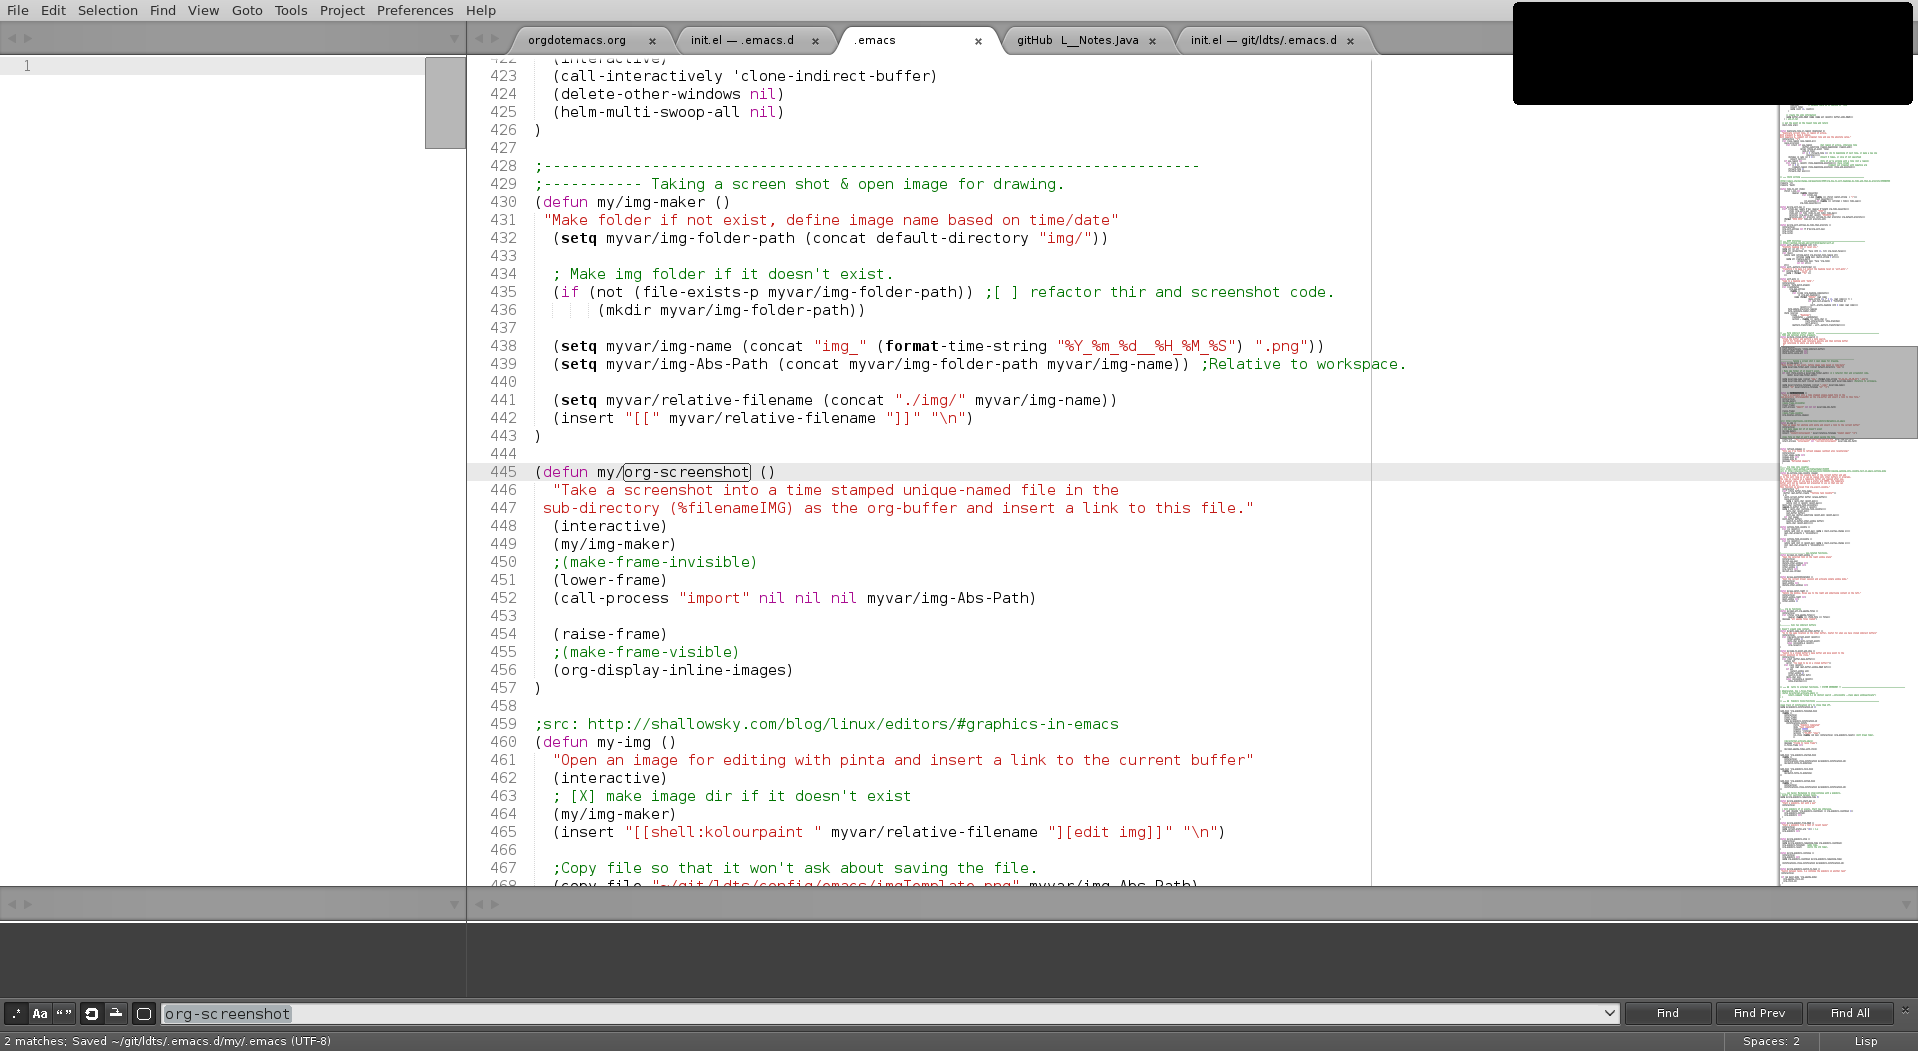 File Edit Selection Find View Goto Tools Project Preferences Help
orgdotemacs.org × init.el — .emacs.d × .emacs × gitHub L__Notes.Java × init.el — git/ldts/.emacs.d ×
1
422 (interactive)
423 (call-interactively 'clone-indirect-buffer)
424 (delete-other-windows nil)
425 (helm-multi-swoop-all nil)
426 )
427
428 ;-------------------------------------------------------------------------
429 ;----------- Taking a screen shot & open image for drawing.
430 (defun my/img-maker ()
431 "Make folder if not exist, define image name based on time/date"
432 (setq myvar/img-folder-path (concat default-directory "img/"))
433
434 ; Make img folder if it doesn't exist.
435 (if (not (file-exists-p myvar/img-folder-path)) ;[ ] refactor thir and screenshot code.
436 (mkdir myvar/img-folder-path))
437
438 (setq myvar/img-name (concat "img_" (format-time-string "%Y_%m_%d__%H_%M_%S") ".png"))
439 (setq myvar/img-Abs-Path (concat myvar/img-folder-path myvar/img-name)) ;Relative to workspace.
440
441 (setq myvar/relative-filename (concat "./img/" myvar/img-name))
442 (insert "[[" myvar/relative-filename "]]" "\n")
443 )
444
445 (defun my/org-screenshot ()
446 "Take a screenshot into a time stamped unique-named file in the
447 sub-directory (%filenameIMG) as the org-buffer and insert a link to this file."
448 (interactive)
449 (my/img-maker)
450 ;(make-frame-invisible)
451 (lower-frame)
452 (call-process "import" nil nil nil myvar/img-Abs-Path)
453
454 (raise-frame)
455 ;(make-frame-visible)
456 (org-display-inline-images)
457 )
458
459 ;src: http://shallowsky.com/blog/linux/editors/#graphics-in-emacs
460 (defun my-img ()
461 "Open an image for editing with pinta and insert a link to the current buffer"
462 (interactive)
463 ; [X] make image dir if it doesn't exist
464 (my/img-maker)
465 (insert "[[shell:kolourpaint " myvar/relative-filename "][edit img]]" "\n")
466
467 ;Copy file so that it won't ask about saving the file.
468 (copy-file "~/git/ldts/config/emacs/imgTemplate.png" myvar/img-Abs-Path)
.* Aa “” org-screenshot Find Find Prev Find All ×
2 matches; Saved ~/git/ldts/.emacs.d/my/.emacs (UTF-8) Spaces: 2 Lisp